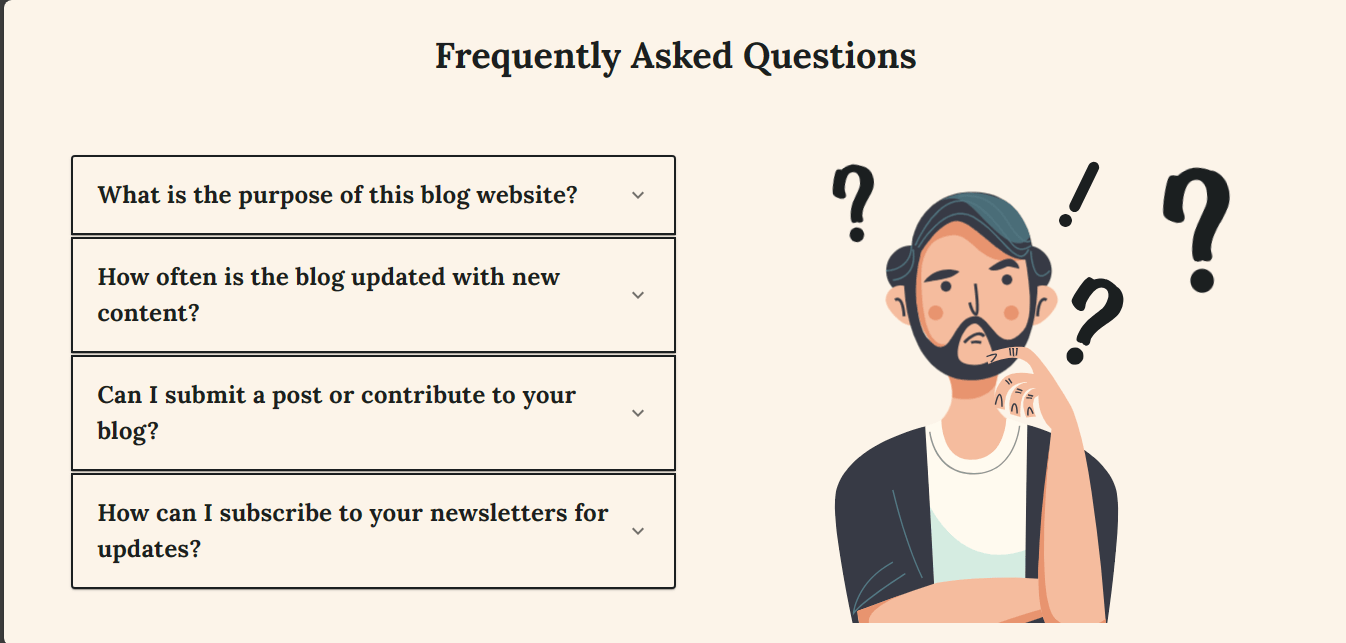 Frequently Asked Questions
What is the purpose of this blog website?
How often is the blog updated with new
content?
Can I submit a post or contribute to your
blog?
How can I subscribe to your newsletters for
updates?